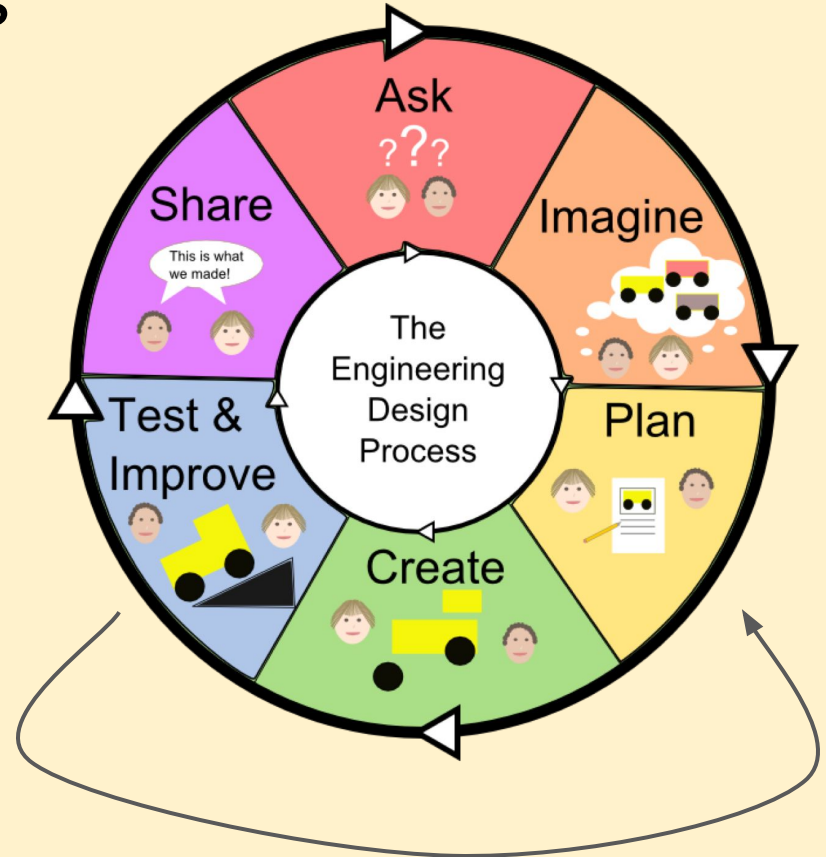 Ask
???
Imagine
Plan
Create
Test &
Improve
Share
This is what
we made!
The
Engineering
Design
Process